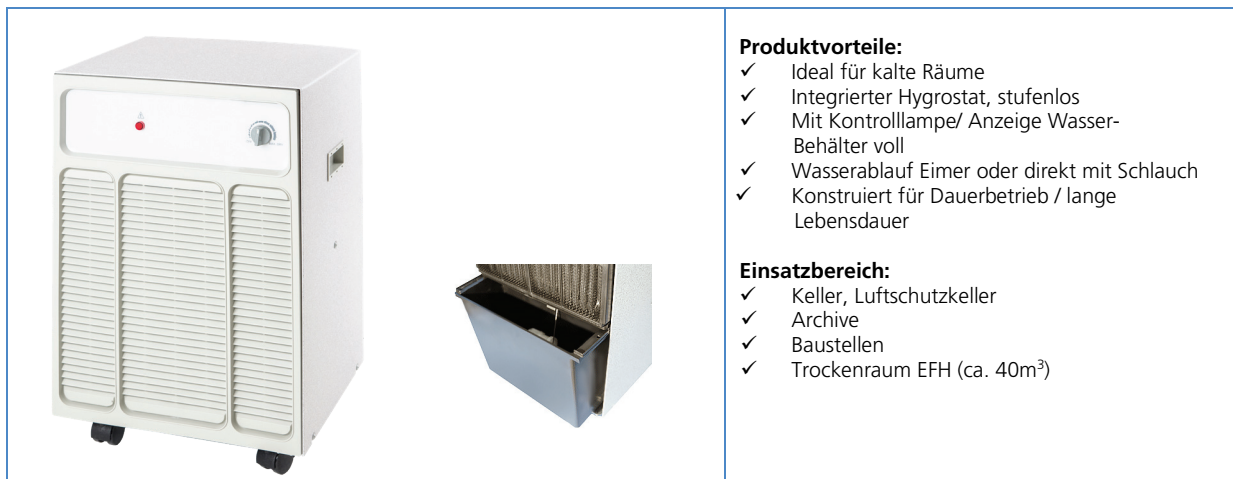 Produktvorteile:
✓ Ideal für kalte Räume
✓ Integrierter Hygrostat, stufenlos
✓ Mit Kontrolllampe/ Anzeige Wasser-
Behälter voll
✓ Wasserablauf Eimer oder direkt mit Schlauch
✓ Konstruiert für Dauerbetrieb / lange
Lebensdauer
Einsatzbereich:
✓ Keller, Luftschutzkeller
✓ Archive
✓ Baustellen
✓ Trockenraum EFH (ca. 40m³)